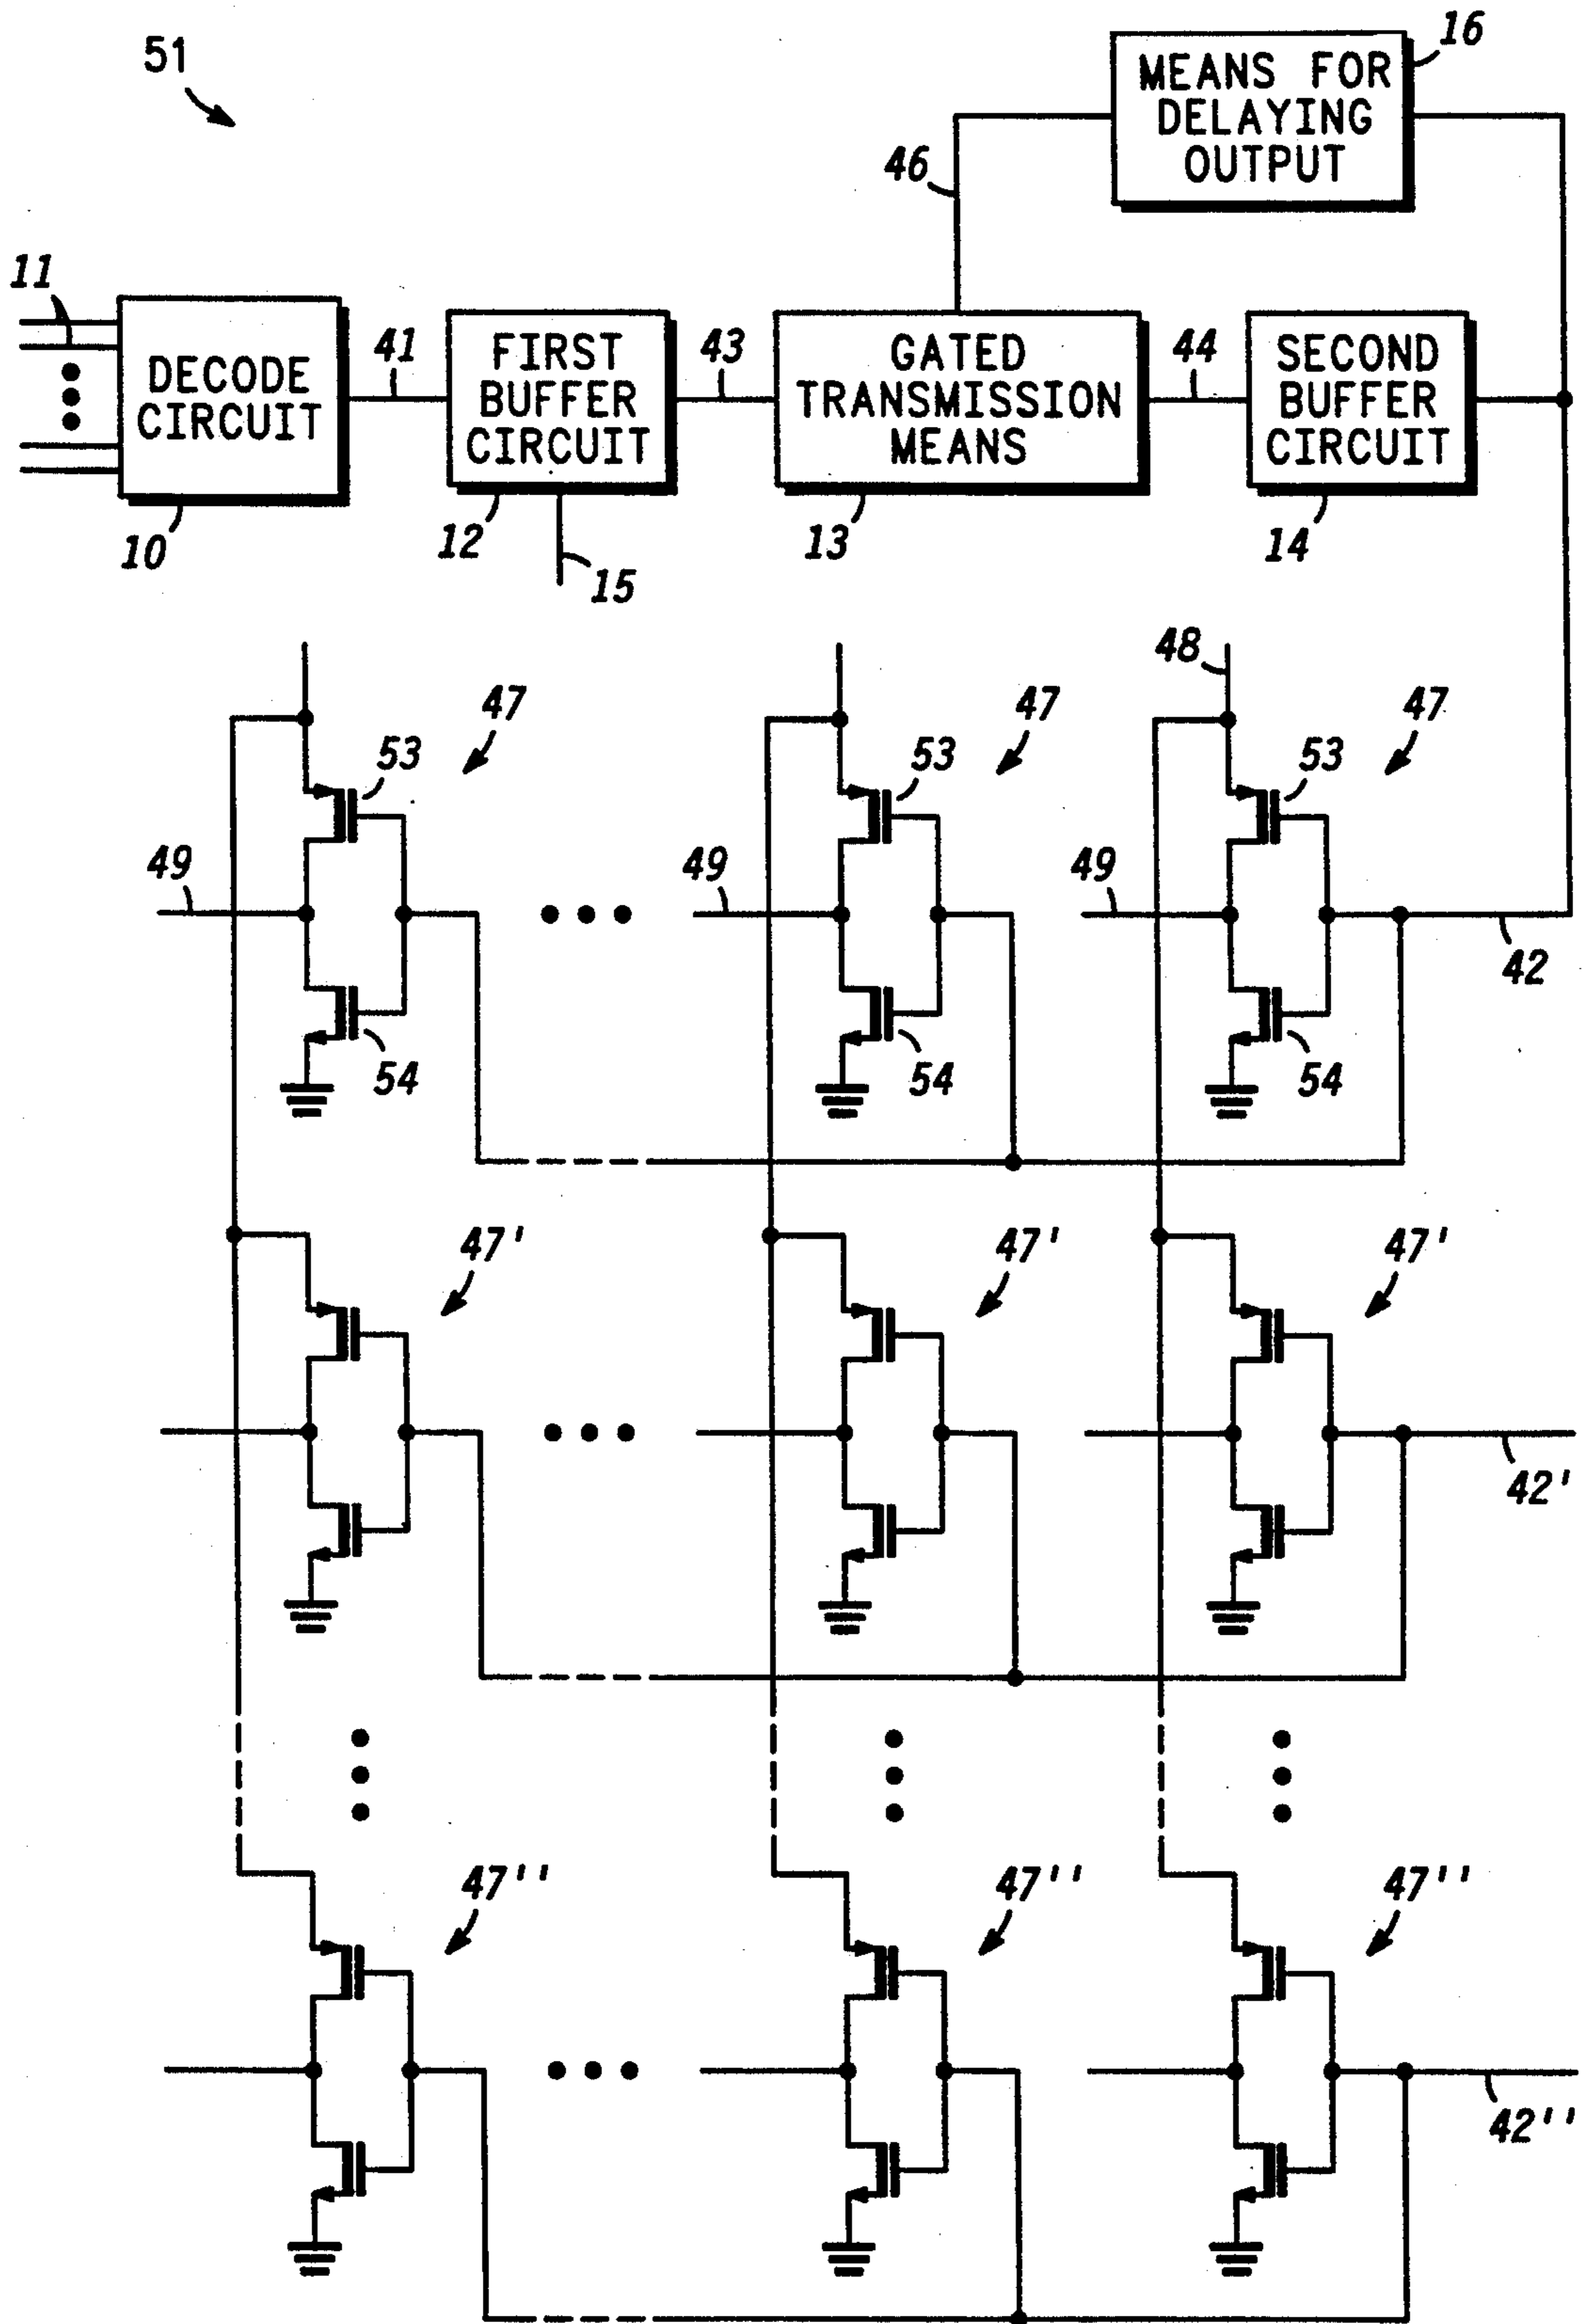 51
16
MEANS FOR
DELAYING
OUTPUT
46
11
DECODE
CIRCUIT
41
FIRST
BUFFER
CIRCUIT
43
GATED
TRANSMISSION
MEANS
44
SECOND
BUFFER
CIRCUIT
10
12
15
13
14
48
47
47
47
53
53
53
49
49
49
42
54
54
54
47'
47'
47'
42'
47''
47''
47''
42''